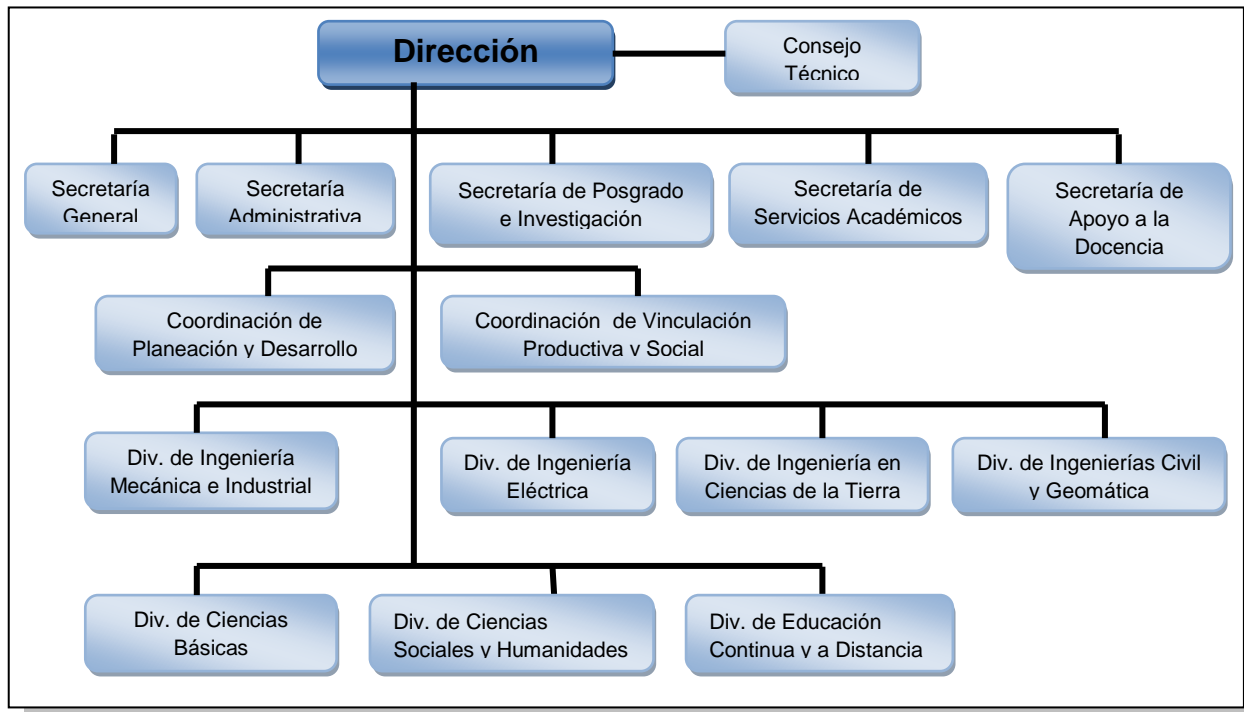 Dirección
Consejo
Técnico
Secretaría
General
Secretaría
Administrativa
Secretaría de Posgrado
e Investigación
Secretaría de
Servicios Académicos
Secretaría de
Apoyo a la
Docencia
Coordinación de
Planeación y Desarrollo
Coordinación de Vinculación
Productiva y Social
Div. de Ingeniería
Mecánica e Industrial
Div. de Ingeniería
Eléctrica
Div. de Ingeniería en
Ciencias de la Tierra
Div. de Ingenierías Civil
y Geomática
Div. de Ciencias
Básicas
Div. de Ciencias
Sociales y Humanidades
Div. de Educación
Continua y a Distancia